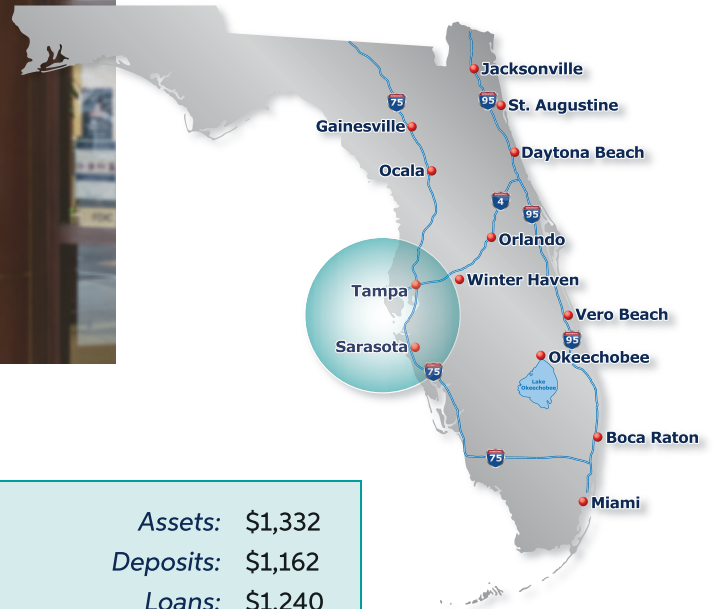 Jacksonville
95
St. Augustine
75
Gainesville
Daytona Beach
Ocala
4
95
Orlando
Winter Haven
Tampa
Vero Beach
95
Sarasota
Okeechobee
75
Lake
Okeechobee
Boca Raton
75
Miami
Assets: $1,332
Deposits: $1,162
Loans: $1,240